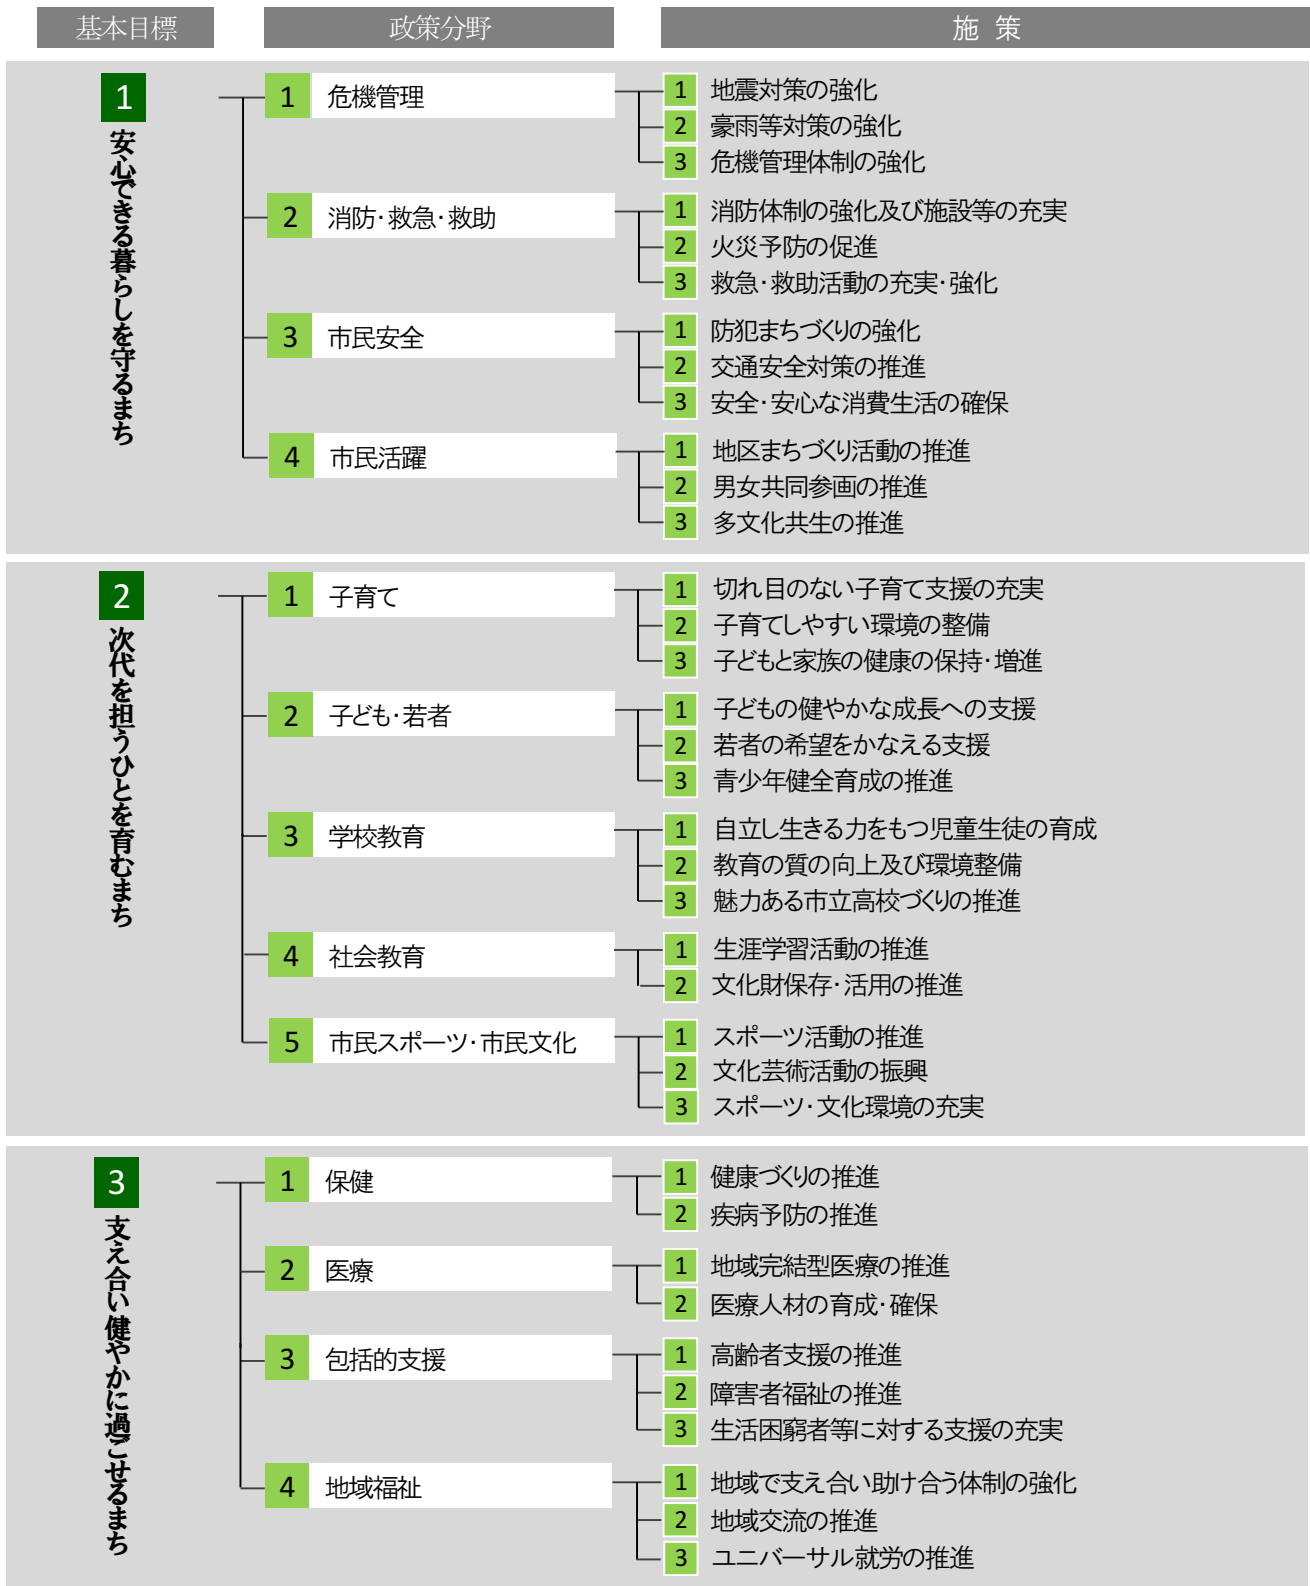 基本目標
政策分野
施 策
1
安心できる暮らしを守るまち
1 危機管理
1 地震対策の強化
2 豪雨等対策の強化
3 危機管理体制の強化
2 消防・救急・救助
1 消防体制の強化及び施設等の充実
2 火災予防の促進
3 救急・救助活動の充実・強化
3 市民安全
1 防犯まちづくりの強化
2 交通安全対策の推進
3 安全・安心な消費生活の確保
4 市民活躍
1 地区まちづくり活動の推進
2 男女共同参画の推進
3 多文化共生の推進
2
次代を担うひとを育むまち
1 子育て
1 切れ目のない子育て支援の充実
2 子育てしやすい環境の整備
3 子どもと家族の健康の保持・増進
2 子ども・若者
1 子どもの健やかな成長への支援
2 若者の希望をかなえる支援
3 青少年健全育成の推進
3 学校教育
1 自立し生きる力をもつ児童生徒の育成
2 教育の質の向上及び環境整備
3 魅力ある市立高校づくりの推進
4 社会教育
1 生涯学習活動の推進
2 文化財保存・活用の推進
5 市民スポーツ・市民文化
1 スポーツ活動の推進
2 文化芸術活動の振興
3 スポーツ・文化環境の充実
3
支え合い健やかに過ごせるまち
1 保健
1 健康づくりの推進
2 疾病予防の推進
2 医療
1 地域完結型医療の推進
2 医療人材の育成・確保
3 包括的支援
1 高齢者支援の推進
2 障害者福祉の推進
3 生活困窮者等に対する支援の充実
4 地域福祉
1 地域で支え合い助け合う体制の強化
2 地域交流の推進
3 ユニバーサル就労の推進